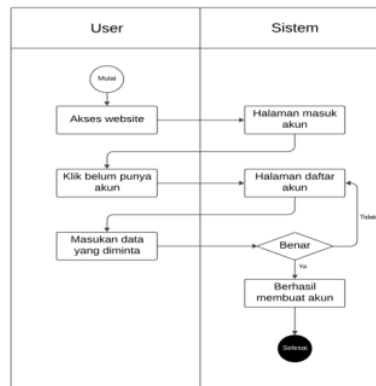 User
Sistem
Mulai
Akses website
Halaman masuk
akun
Klik belum punya
akun
Halaman daftar
akun
Masukan data
yang diminta
Benar
Tidak
Ya
Berhasil
membuat akun
Selesai